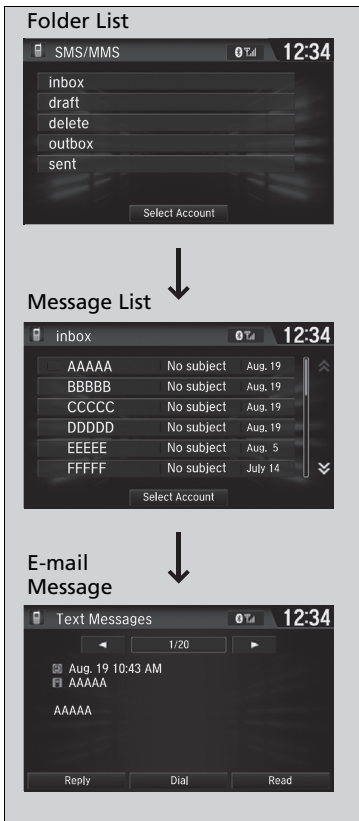 Folder List
SMS/MMS 12:34
inbox
draft
delete
outbox
sent
Select Account
Message List
inbox 12:34
AAAAA No subject Aug. 19
BBBBB No subject Aug. 19
CCCCC No subject Aug. 19
DDDDD No subject Aug. 19
EEEEE No subject Aug. 5
FFFFF No subject July 14
Select Account
E-mail
Message
Text Messages 12:34
1/20
Aug. 19 10:43 AM
AAAAA
AAAAA
Reply Dial Read